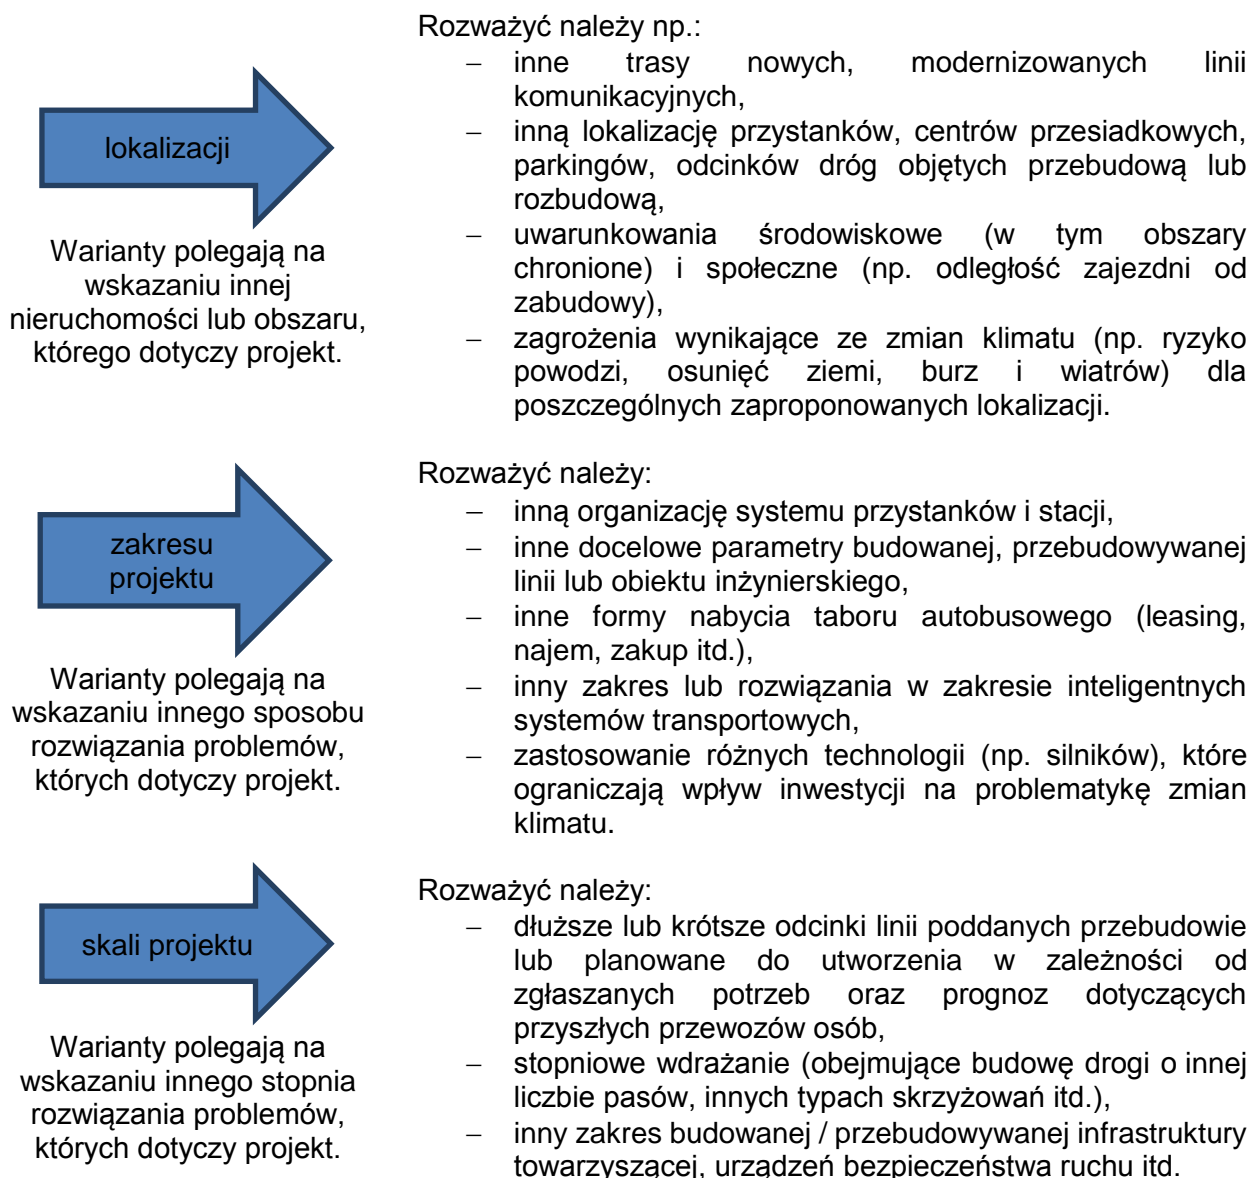 lokalizacji
Warianty polegają na
wskazaniu innej
nieruchomości lub obszaru,
którego dotyczy projekt.
Rozważyć należy np.:
− inne trasy nowych, modernizowanych linii
komunikacyjnych,
− inną lokalizację przystanków, centrów przesiadkowych,
parkingów, odcinków dróg objętych przebudową lub
rozbudową,
− uwarunkowania środowiskowe (w tym obszary
chronione) i społeczne (np. odległość zajezdni od
zabudowy),
− zagrożenia wynikające ze zmian klimatu (np. ryzyko
powodzi, osunięć ziemi, burz i wiatrów) dla
poszczególnych zaproponowanych lokalizacji.
zakresu
projektu
Warianty polegają na
wskazaniu innego sposobu
rozwiązania problemów,
których dotyczy projekt.
Rozważyć należy:
− inną organizację systemu przystanków i stacji,
− inne docelowe parametry budowanej, przebudowywanej
linii lub obiektu inżynierskiego,
− inne formy nabycia taboru autobusowego (leasing,
najem, zakup itd.),
− inny zakres lub rozwiązania w zakresie inteligentnych
systemów transportowych,
− zastosowanie różnych technologii (np. silników), które
ograniczają wpływ inwestycji na problematykę zmian
klimatu.
skali projektu
Warianty polegają na
wskazaniu innego stopnia
rozwiązania problemów,
których dotyczy projekt.
Rozważyć należy:
− dłuższe lub krótsze odcinki linii poddanych przebudowie
lub planowane do utworzenia w zależności od
zgłaszanych potrzeb oraz prognoz dotyczących
przyszłych przewozów osób,
− stopniowe wdrażanie (obejmujące budowę drogi o innej
liczbie pasów, innych typach skrzyżowań itd.),
− inny zakres budowanej / przebudowywanej infrastruktury
towarzyszącej, urządzeń bezpieczeństwa ruchu itd.